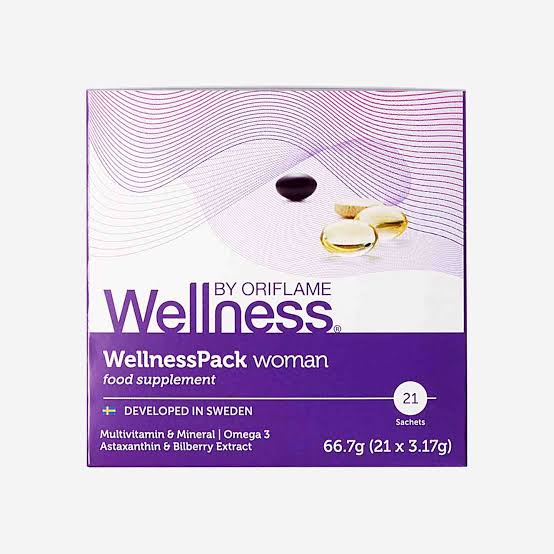 BY ORIFLAME
Wellness®
WellnessPack woman
food supplement
DEVELOPED IN SWEDEN
21
Sachets
Multivitamin & Mineral | Omega 3
Astaxanthin & Bilberry Extract
66.7g (21 x 3.17g)